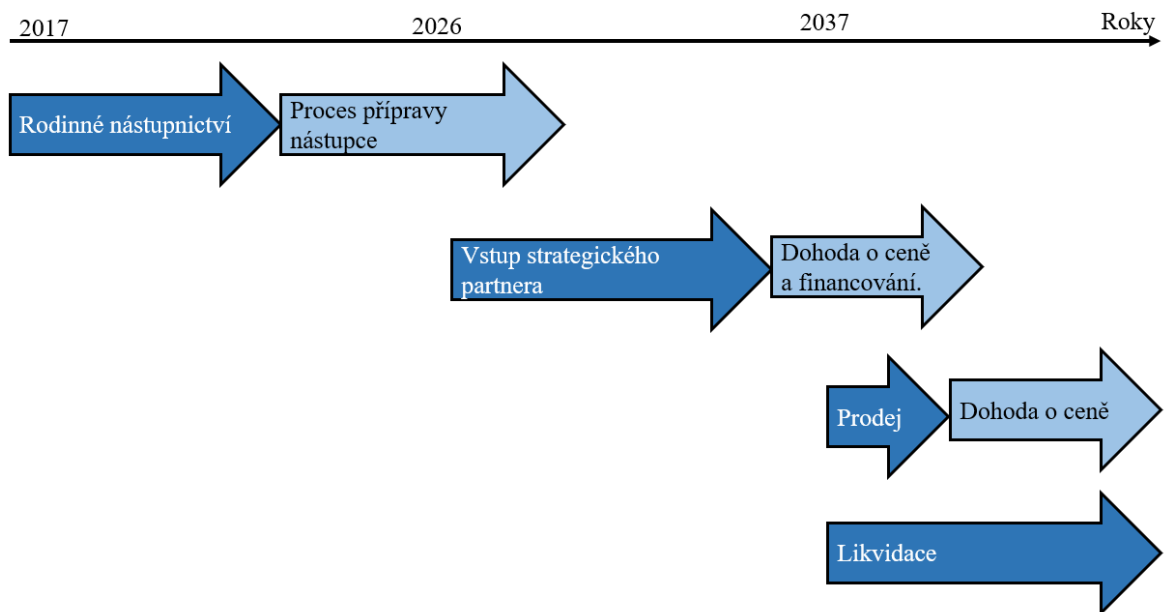 2017 2026 2037 Roky
Rodinné nástupnictví
Proces přípravy
nástupce
Vstup strategického
partnera
Dohoda o ceně
a financování.
Prodej
Dohoda o ceně
Likvidace